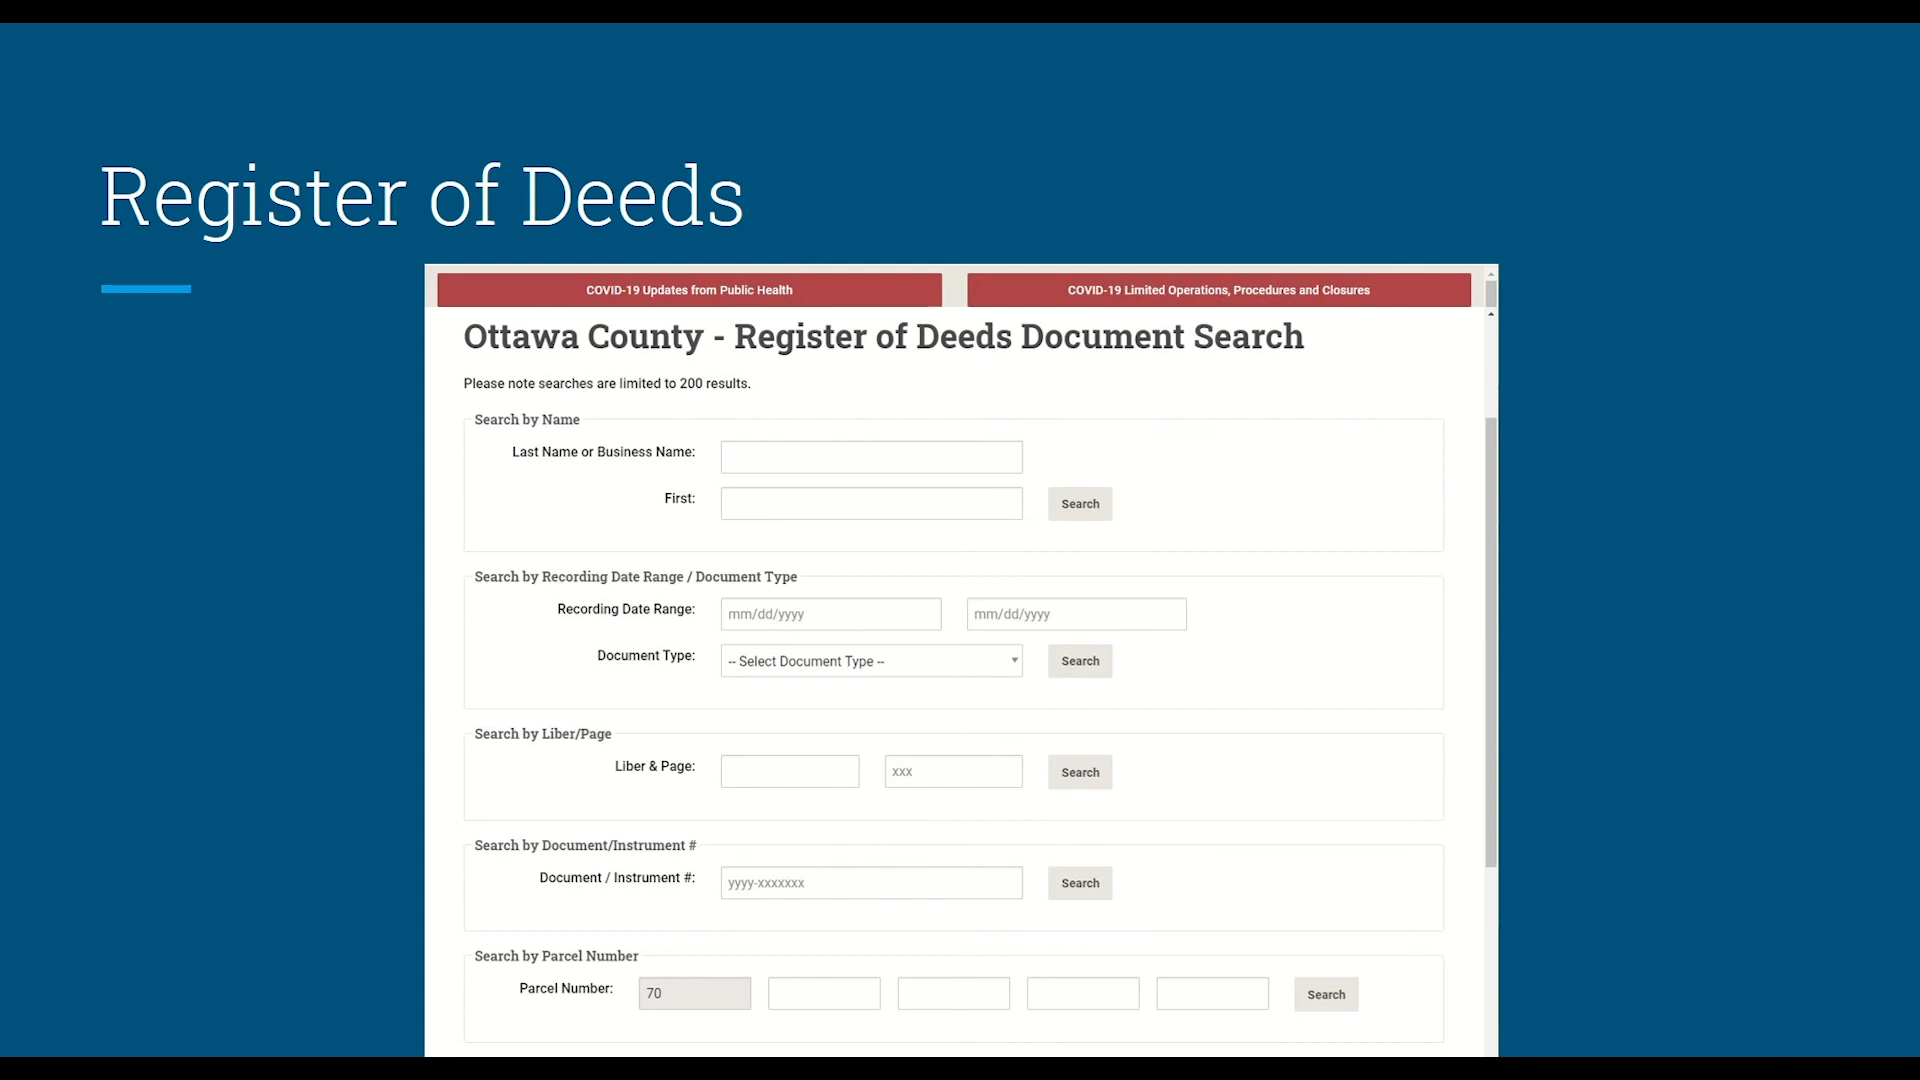 Register of Deeds
COVID-19 Updates from Public Health
COVID-19 Limited Operations, Procedures and Closures
Ottawa County - Register of Deeds Document Search
Please note searches are limited to 200 results.
Search by Name
Last Name or Business Name:
First:
Search
Search by Recording Date Range / Document Type
Recording Date Range: mm/dd/yyyy mm/dd/yyyy
Document Type: -- Select Document Type -- Search
Search by Liber/Page
Liber & Page: xxx Search
Search by Document/Instrument #
Document / Instrument #: yyyy-xxxxxxx Search
Search by Parcel Number
Parcel Number: 70 Search